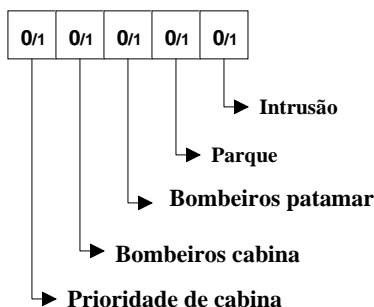 0/1 0/1 0/1 0/1 0/1
Intrusão
Parque
Bombeiros patamar
Bombeiros cabina
Prioridade de cabina